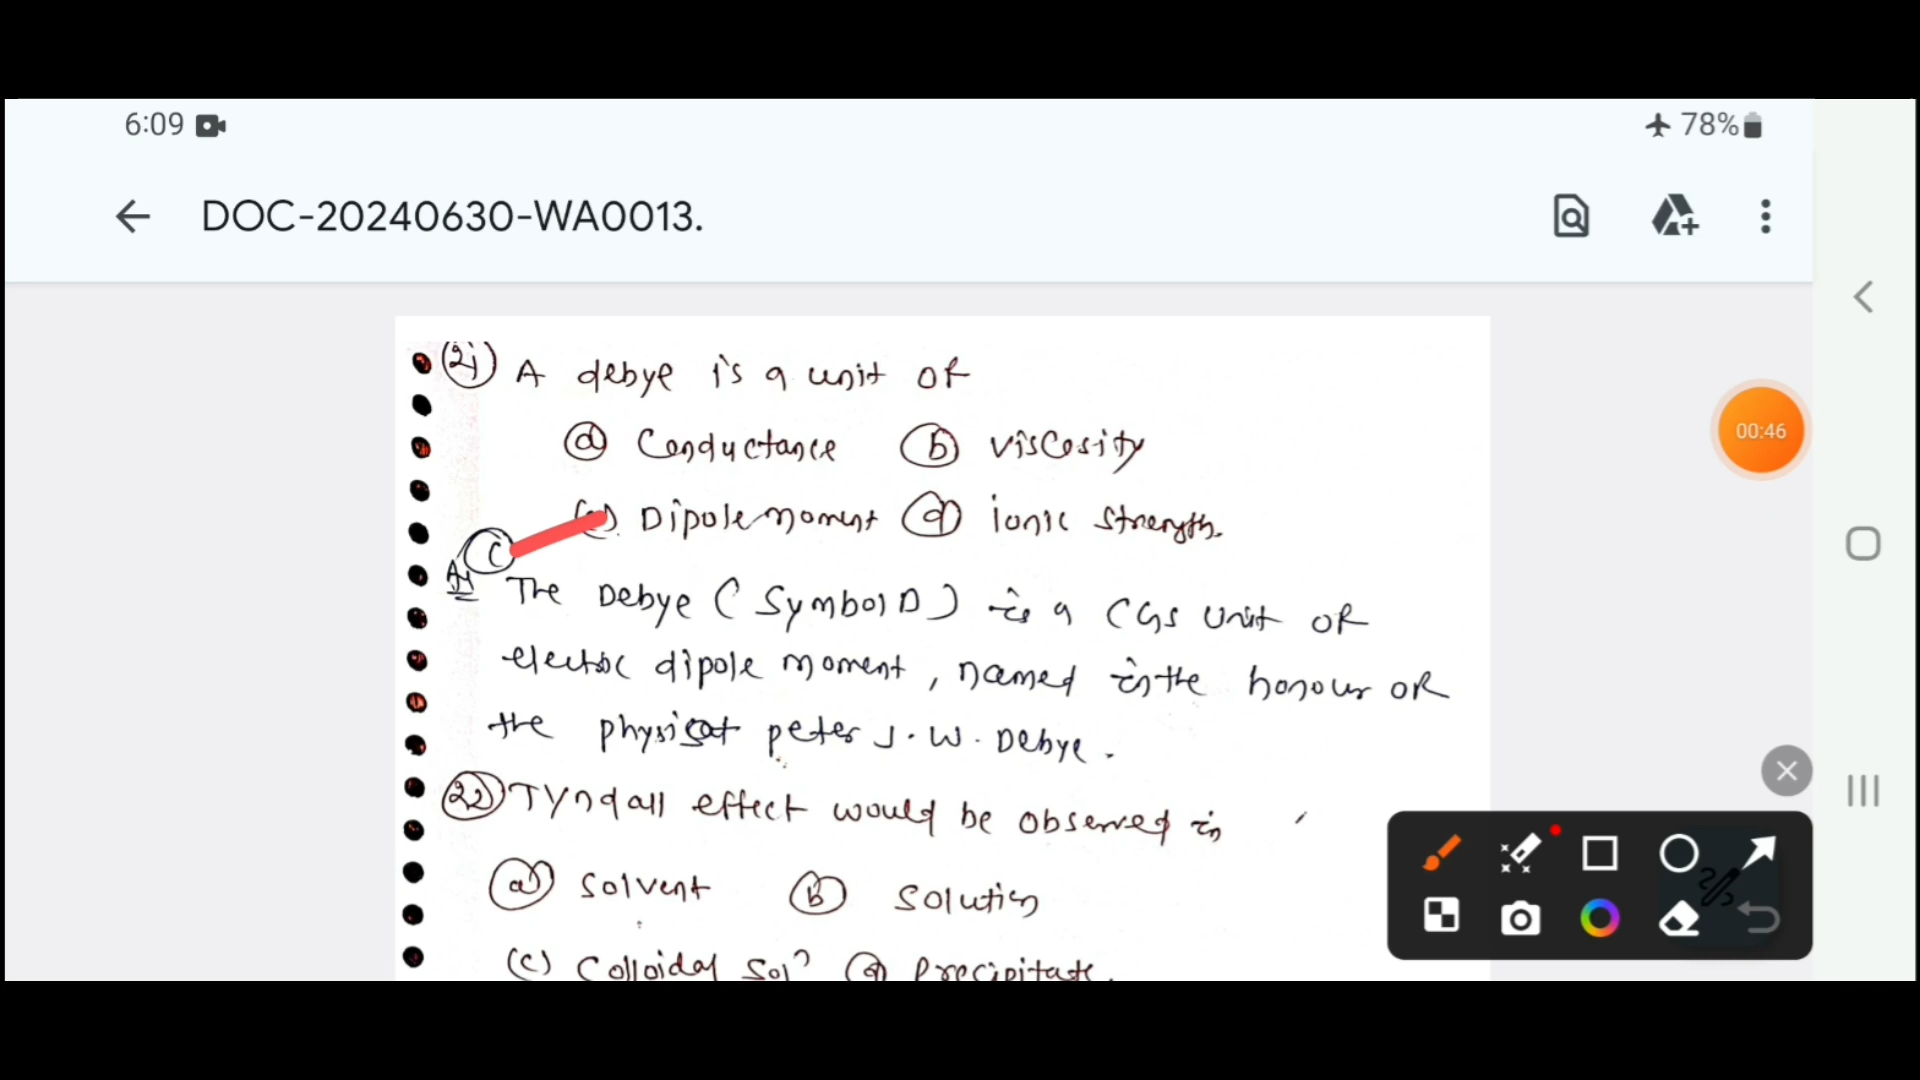 6:09
78%
DOC-20240630-WA0013.
21) A debye is a unit of
(a) Conductance (b) Viscosity
(c) Dipole moment (d) ionic strength.
(C)
Ans The Debye (Symbol D) is a CGS unit of
electric dipole moment, named in the honour of
the physicst peter J. W. Debye.
00:46
22) Tyndall effect would be observed in
(a) Solvent (b) Solution
(c) Colloidal Solⁿ (d) Precipitate.